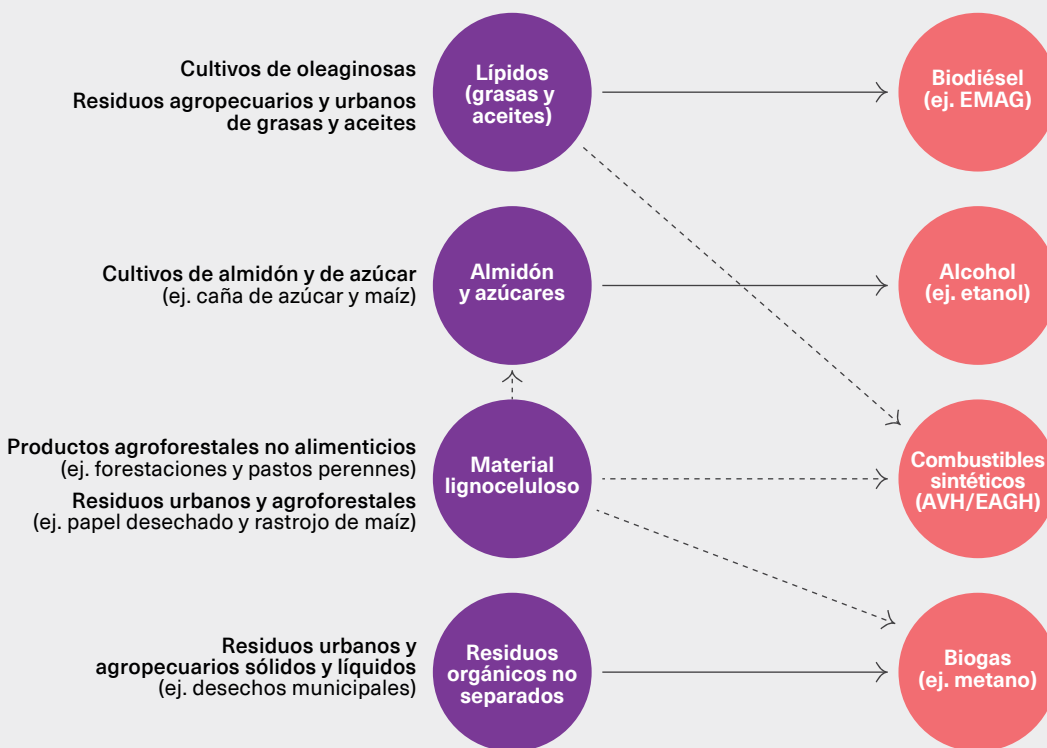 Cultivos de oleaginosas
Residuos agropecuarios y urbanos
de grasas y aceites
Lípidos
(grasas y
aceites)
Biodiésel
(ej. EMAG)
Cultivos de almidón y de azúcar
(ej. caña de azúcar y maíz)
Almidón
y azúcares
Alcohol
(ej. etanol)
Productos agroforestales no alimenticios
(ej. forestaciones y pastos perennes)
Residuos urbanos y agroforestales
(ej. papel desechado y rastrojo de maíz)
Material
lignoceluloso
Combustibles
sintéticos
(AVH/EAGH)
Residuos urbanos y
agropecuarios sólidos y líquidos
(ej. desechos municipales)
Residuos
orgánicos no
separados
Biogas
(ej. metano)